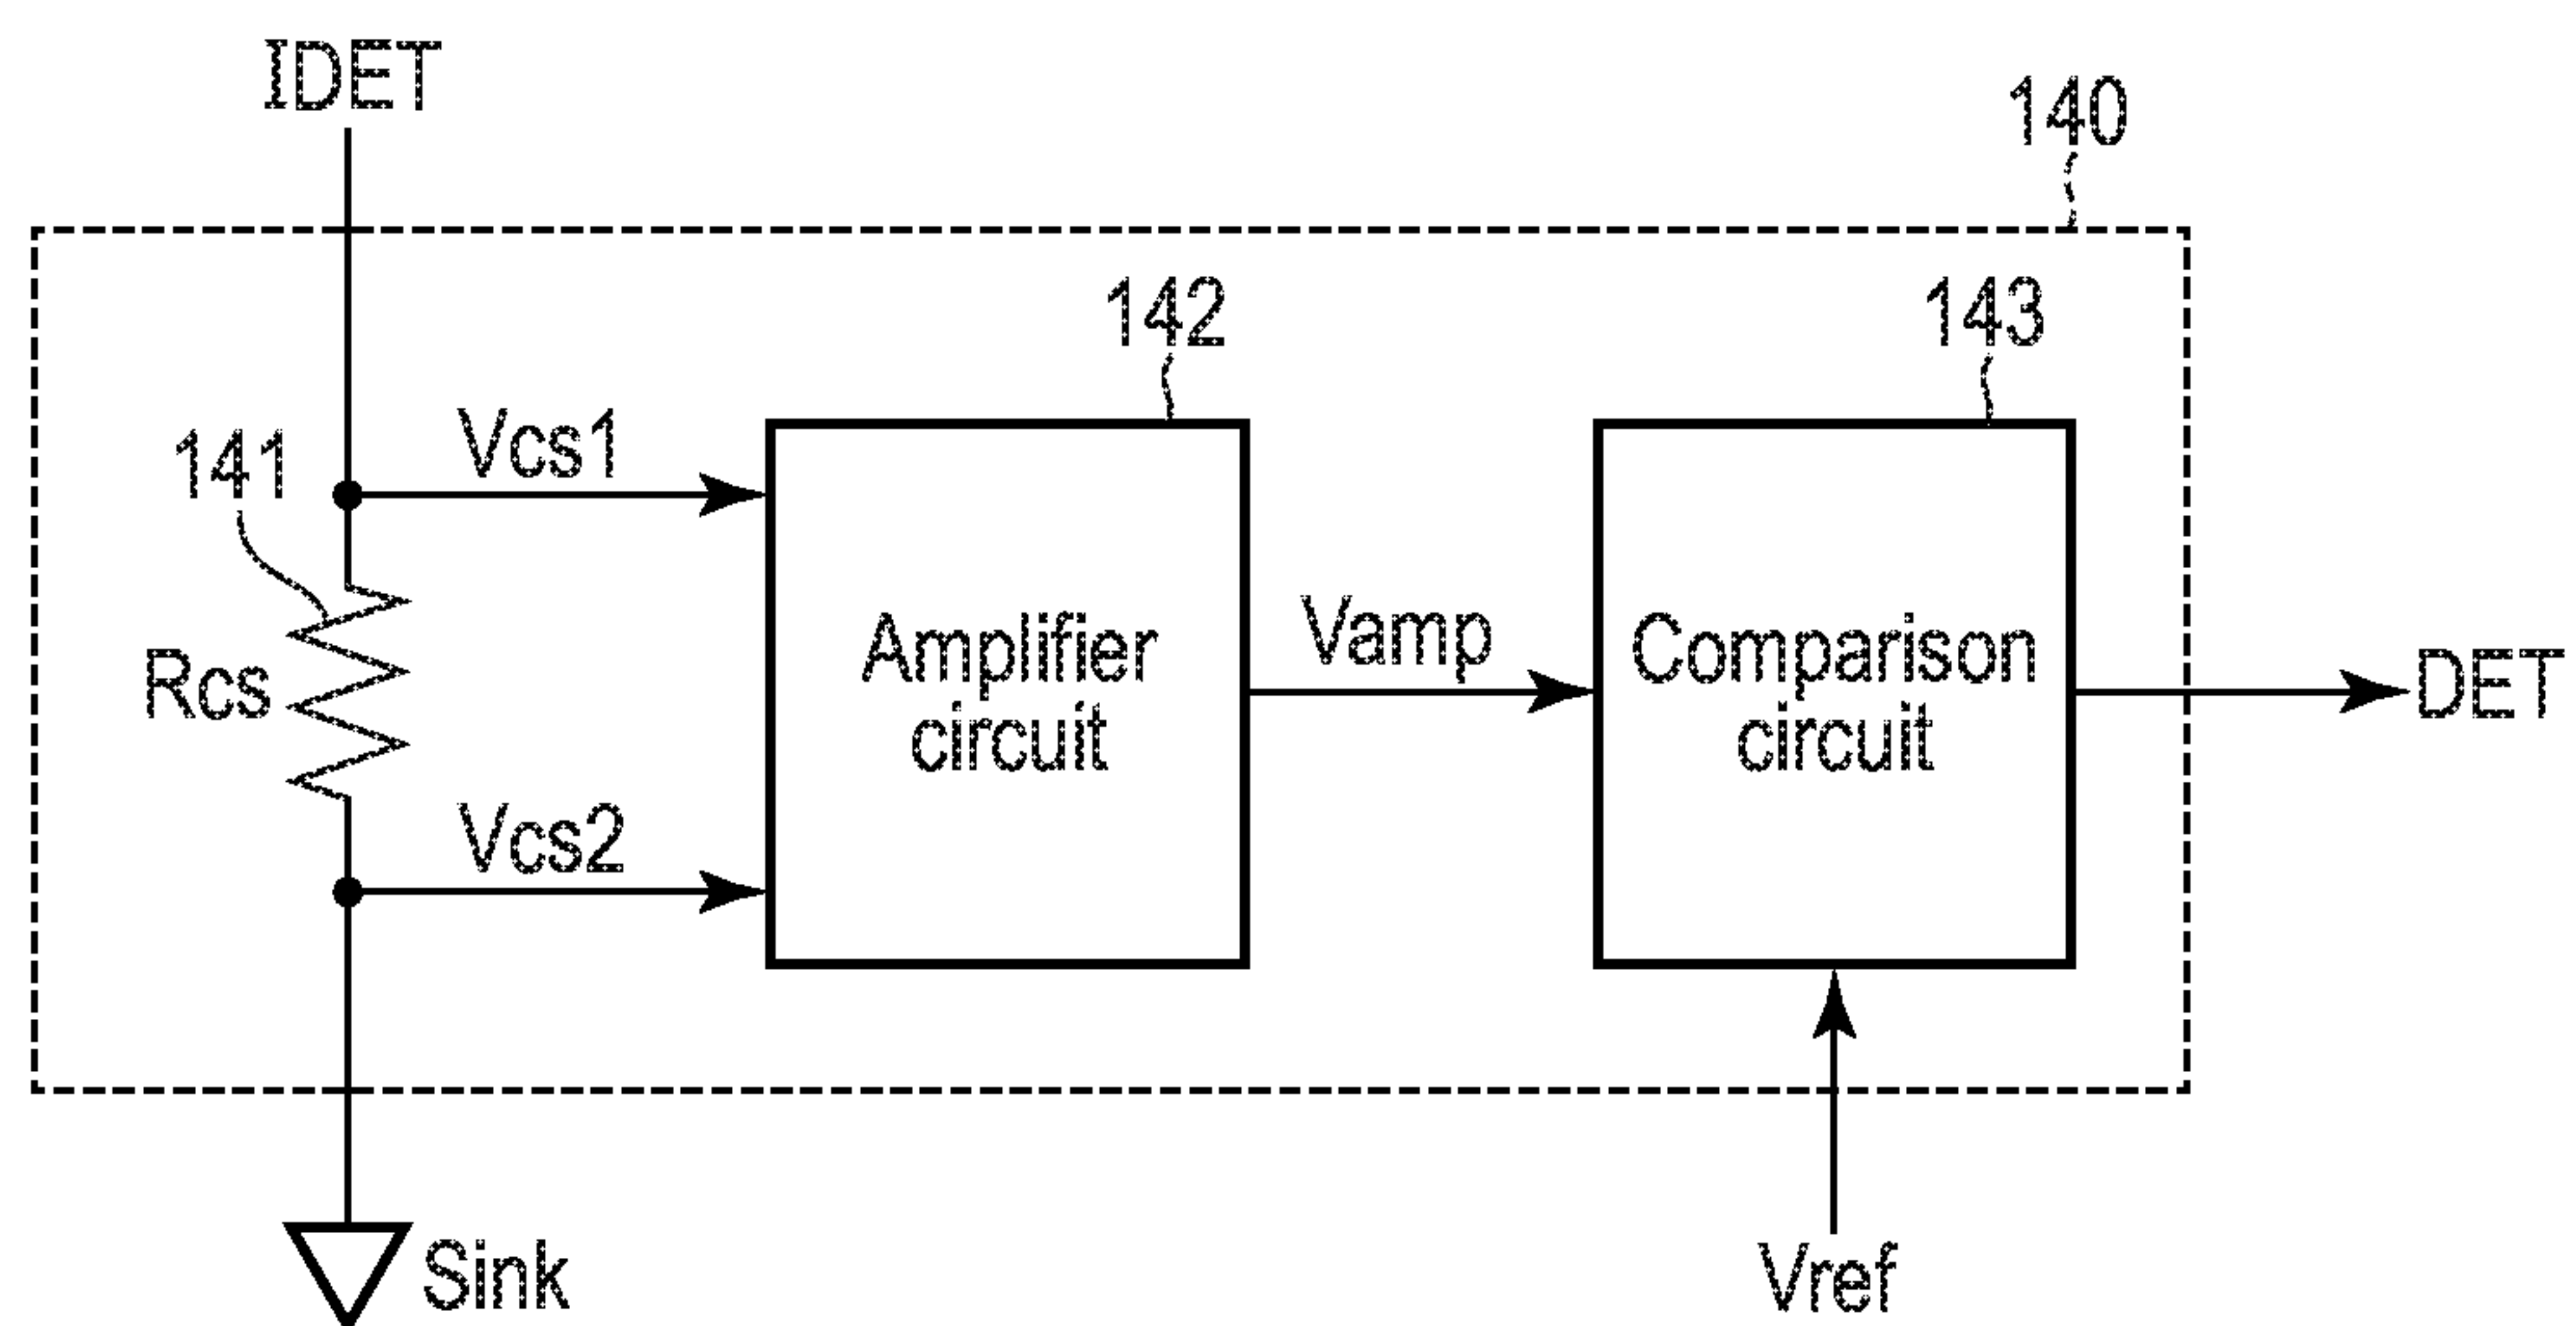 IDET
140
142
143
141
Vcs1
Rcs
Amplifier
circuit
Vamp
Comparison
circuit
DET
Vcs2
Sink
Vref